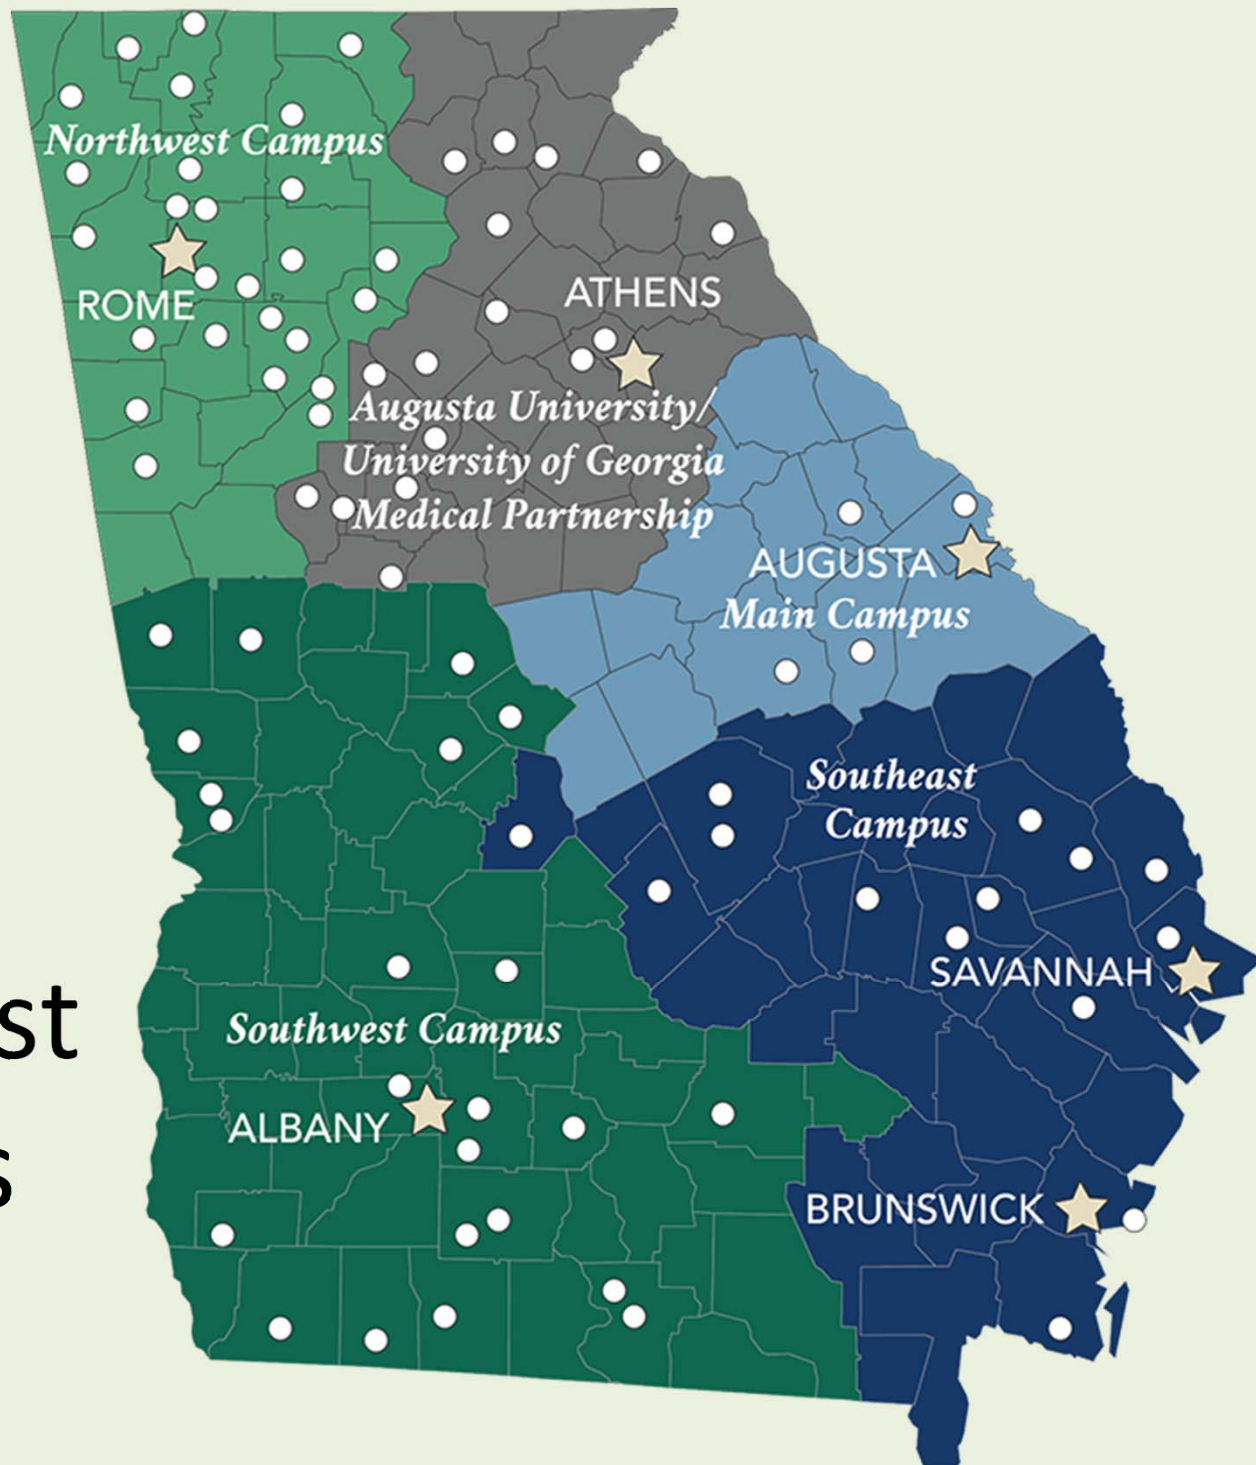 Northwest Campus
ROME
ATHENS
Augusta University/
University of Georgia
Medical Partnership
AUGUSTA
Main Campus
Southeast
Campus
SAVANNAH
st
Southwest Campus
ALBANY
s
BRUNSWICK